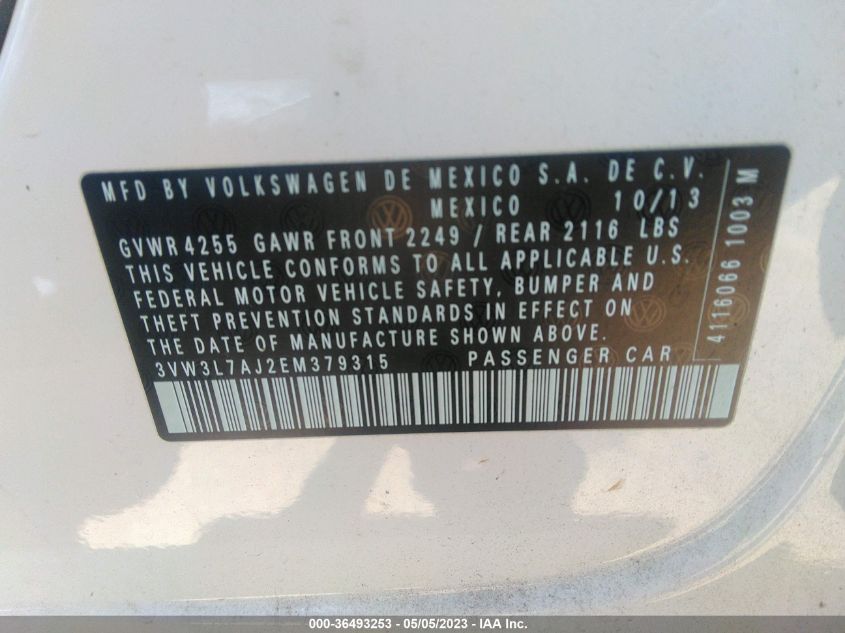 MFD BY VOLKSWAGEN DE MEXICO S.A. DE C.V.
MEXICO 10/13
GVWR 4255 GAWR FRONT 2249 / REAR 2116 LBS
THIS VEHICLE CONFORMS TO ALL APPLICABLE U.S.
FEDERAL MOTOR VEHICLE SAFETY, BUMPER AND
THEFT PREVENTION STANDARDS IN EFFECT ON
THE DATE OF MANUFACTURE SHOWN ABOVE.
3VW3L7AJ2EM379315 PASSENGER CAR
4116066 1003 M
000-36493253 - 05/05/2023 - IAA Inc.